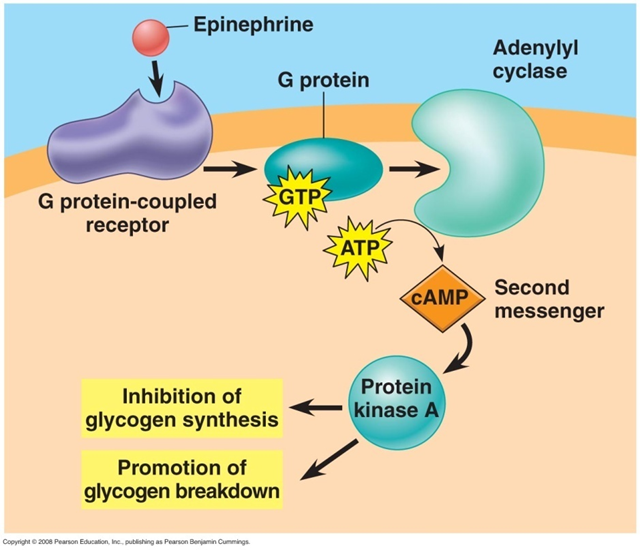 Epinephrine
Adenylyl
cyclase
G protein
G protein-coupled
receptor
GTP
ATP
cAMP
Second
messenger
Protein
kinase A
Inhibition of
glycogen synthesis
Promotion of
glycogen breakdown
Copyright © 2008 Pearson Education, Inc., publishing as Pearson Benjamin Cummings.